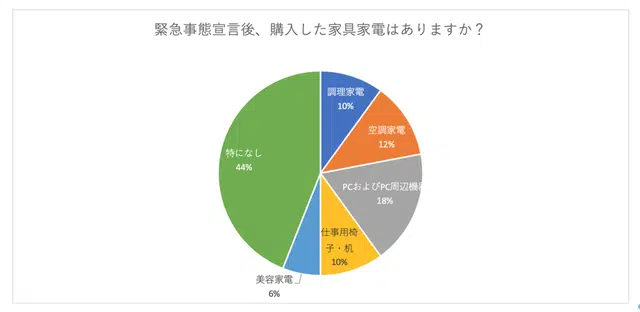 緊急事態宣言後、購入した家具家電はありますか？
調理家電
10%
空調家電
12%
PCおよびPC周辺機器
18%
仕事用椅
子・机
10%
美容家電
6%
特になし
44%